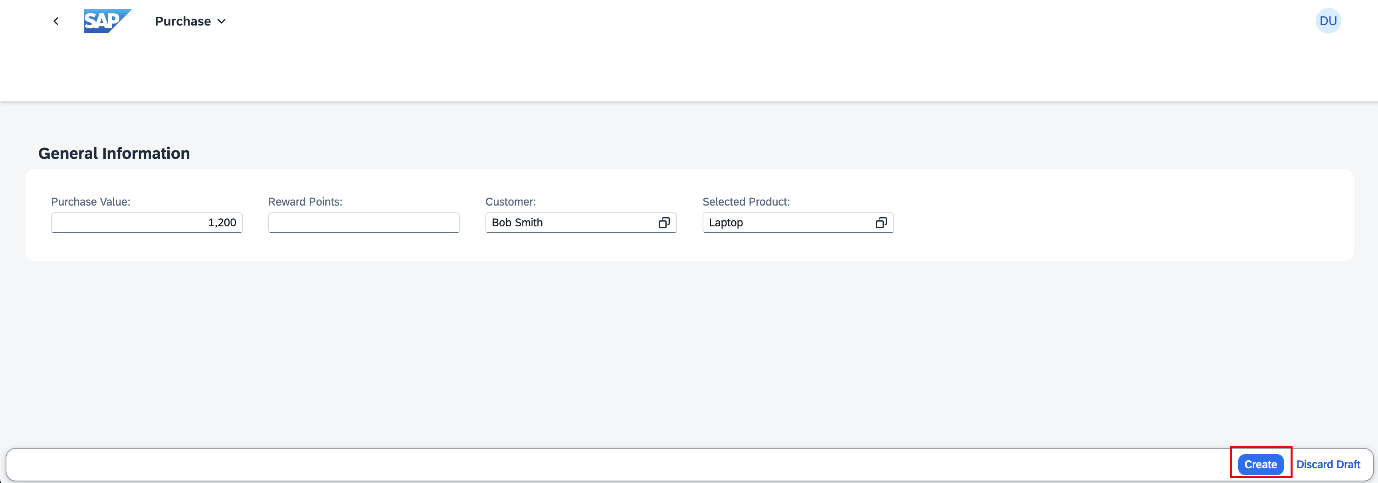 SAP Purchase DU
General Information
Purchase Value: Reward Points: Customer: Selected Product:
1,200 Bob Smith Laptop
Create Discard Draft